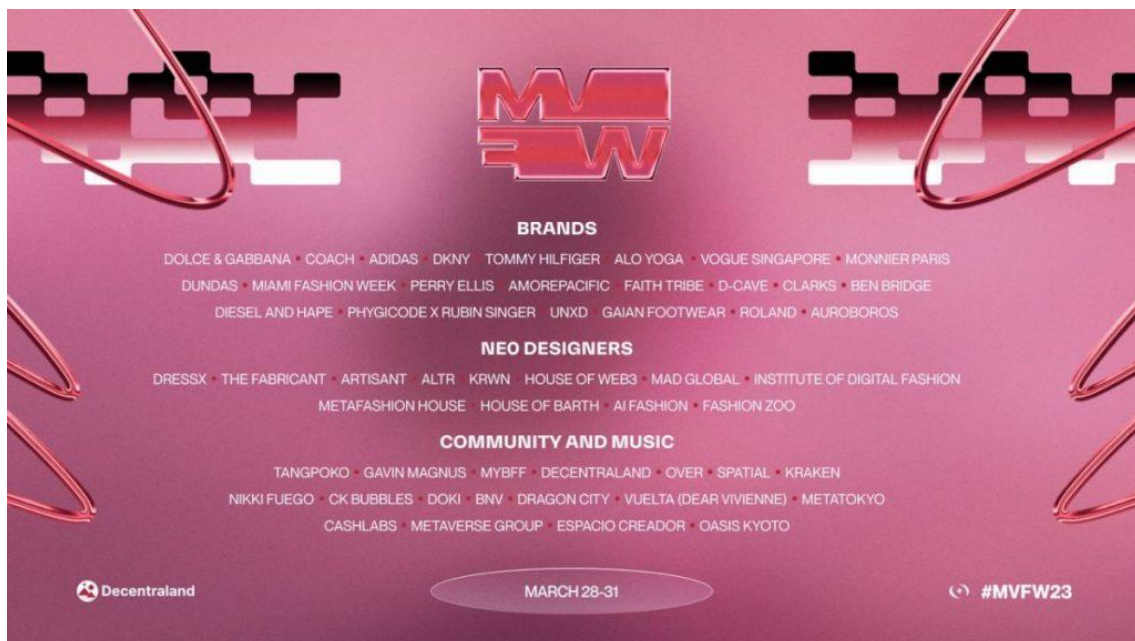 MV
FW
BRANDS
DOLCE & GABBANA • COACH • ADIDAS • DKNY • TOMMY HILFIGER • ALO YOGA • VOGUE SINGAPORE • MONNIER PARIS
DUNDAS • MIAMI FASHION WEEK • PERRY ELLIS • AMOREPACIFIC • FAITH TRIBE • D-CAVE • CLARKS • BEN BRIDGE
DIESEL AND HAPE • PHYGICODE X RUBIN SINGER • UNXD • GAIAN FOOTWEAR • ROLAND • AUROBOROS
NEO DESIGNERS
DRESSX • THE FABRICANT • ARTISANT • ALTR • KRWN • HOUSE OF WEB3 • MAD GLOBAL • INSTITUTE OF DIGITAL FASHION
METAFASHION HOUSE • HOUSE OF BARTH • AI FASHION • FASHION ZOO
COMMUNITY AND MUSIC
TANGPOKO • GAVIN MAGNUS • MYBFF • DECENTRALAND • OVER • SPATIAL • KRAKEN
NIKKI FUEGO • CK BUBBLES • DOKI • BNV • DRAGON CITY • VUELTA (DEAR VIVIENNE) • METATOKYO
CASHLABS • METAVERSE GROUP • ESPACIO CREADOR • OASIS KYOTO
Decentraland
MARCH 28-31
#MVFW23